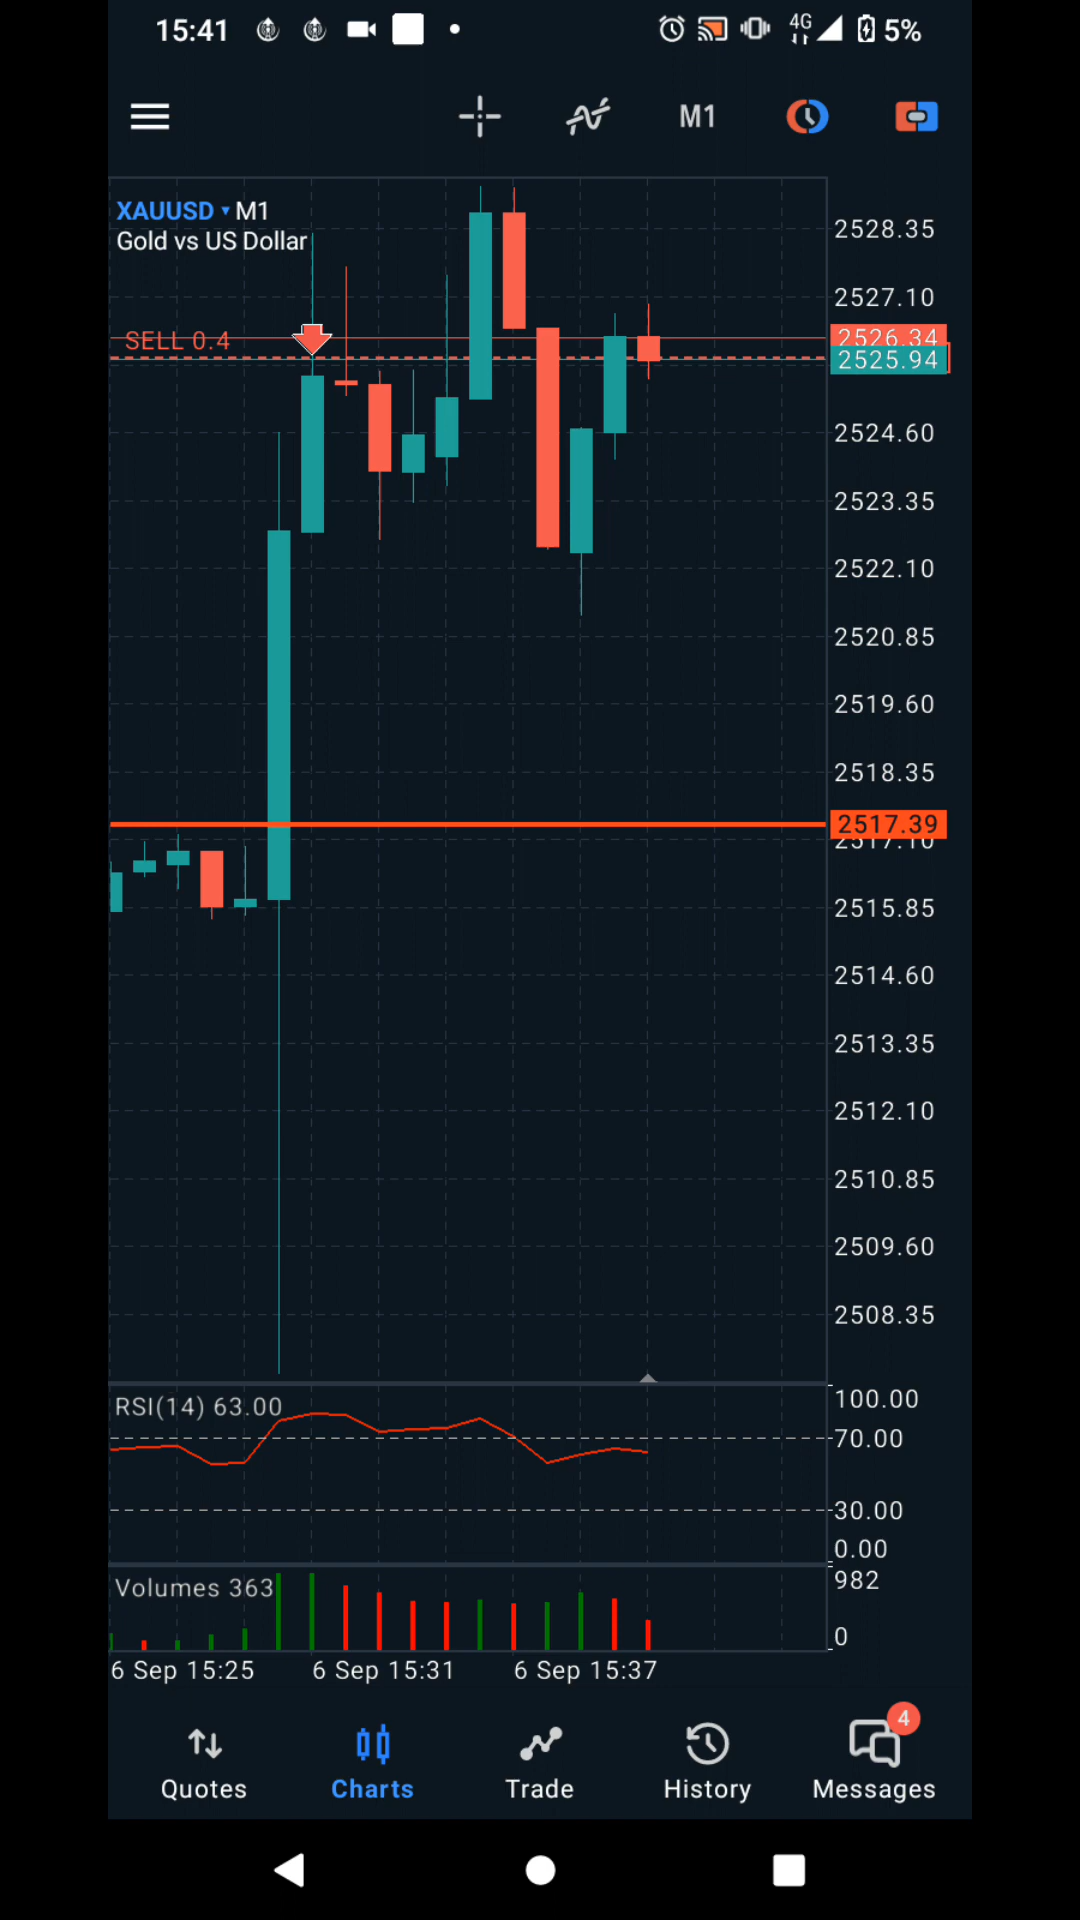 15:41 4G 5%
M1
XAUUSD M1
Gold vs US Dollar
SELL 0.4
2528.35
2527.10
2526.34
2525.94
2524.60
2523.35
2522.10
2520.85
2519.60
2518.35
2517.39
2517.10
2515.85
2514.60
2513.35
2512.10
2510.85
2509.60
2508.35
RSI(14) 63.00
100.00
70.00
30.00
0.00
Volumes 363
982
0
6 Sep 15:25 6 Sep 15:31 6 Sep 15:37
4
Quotes Charts Trade History Messages